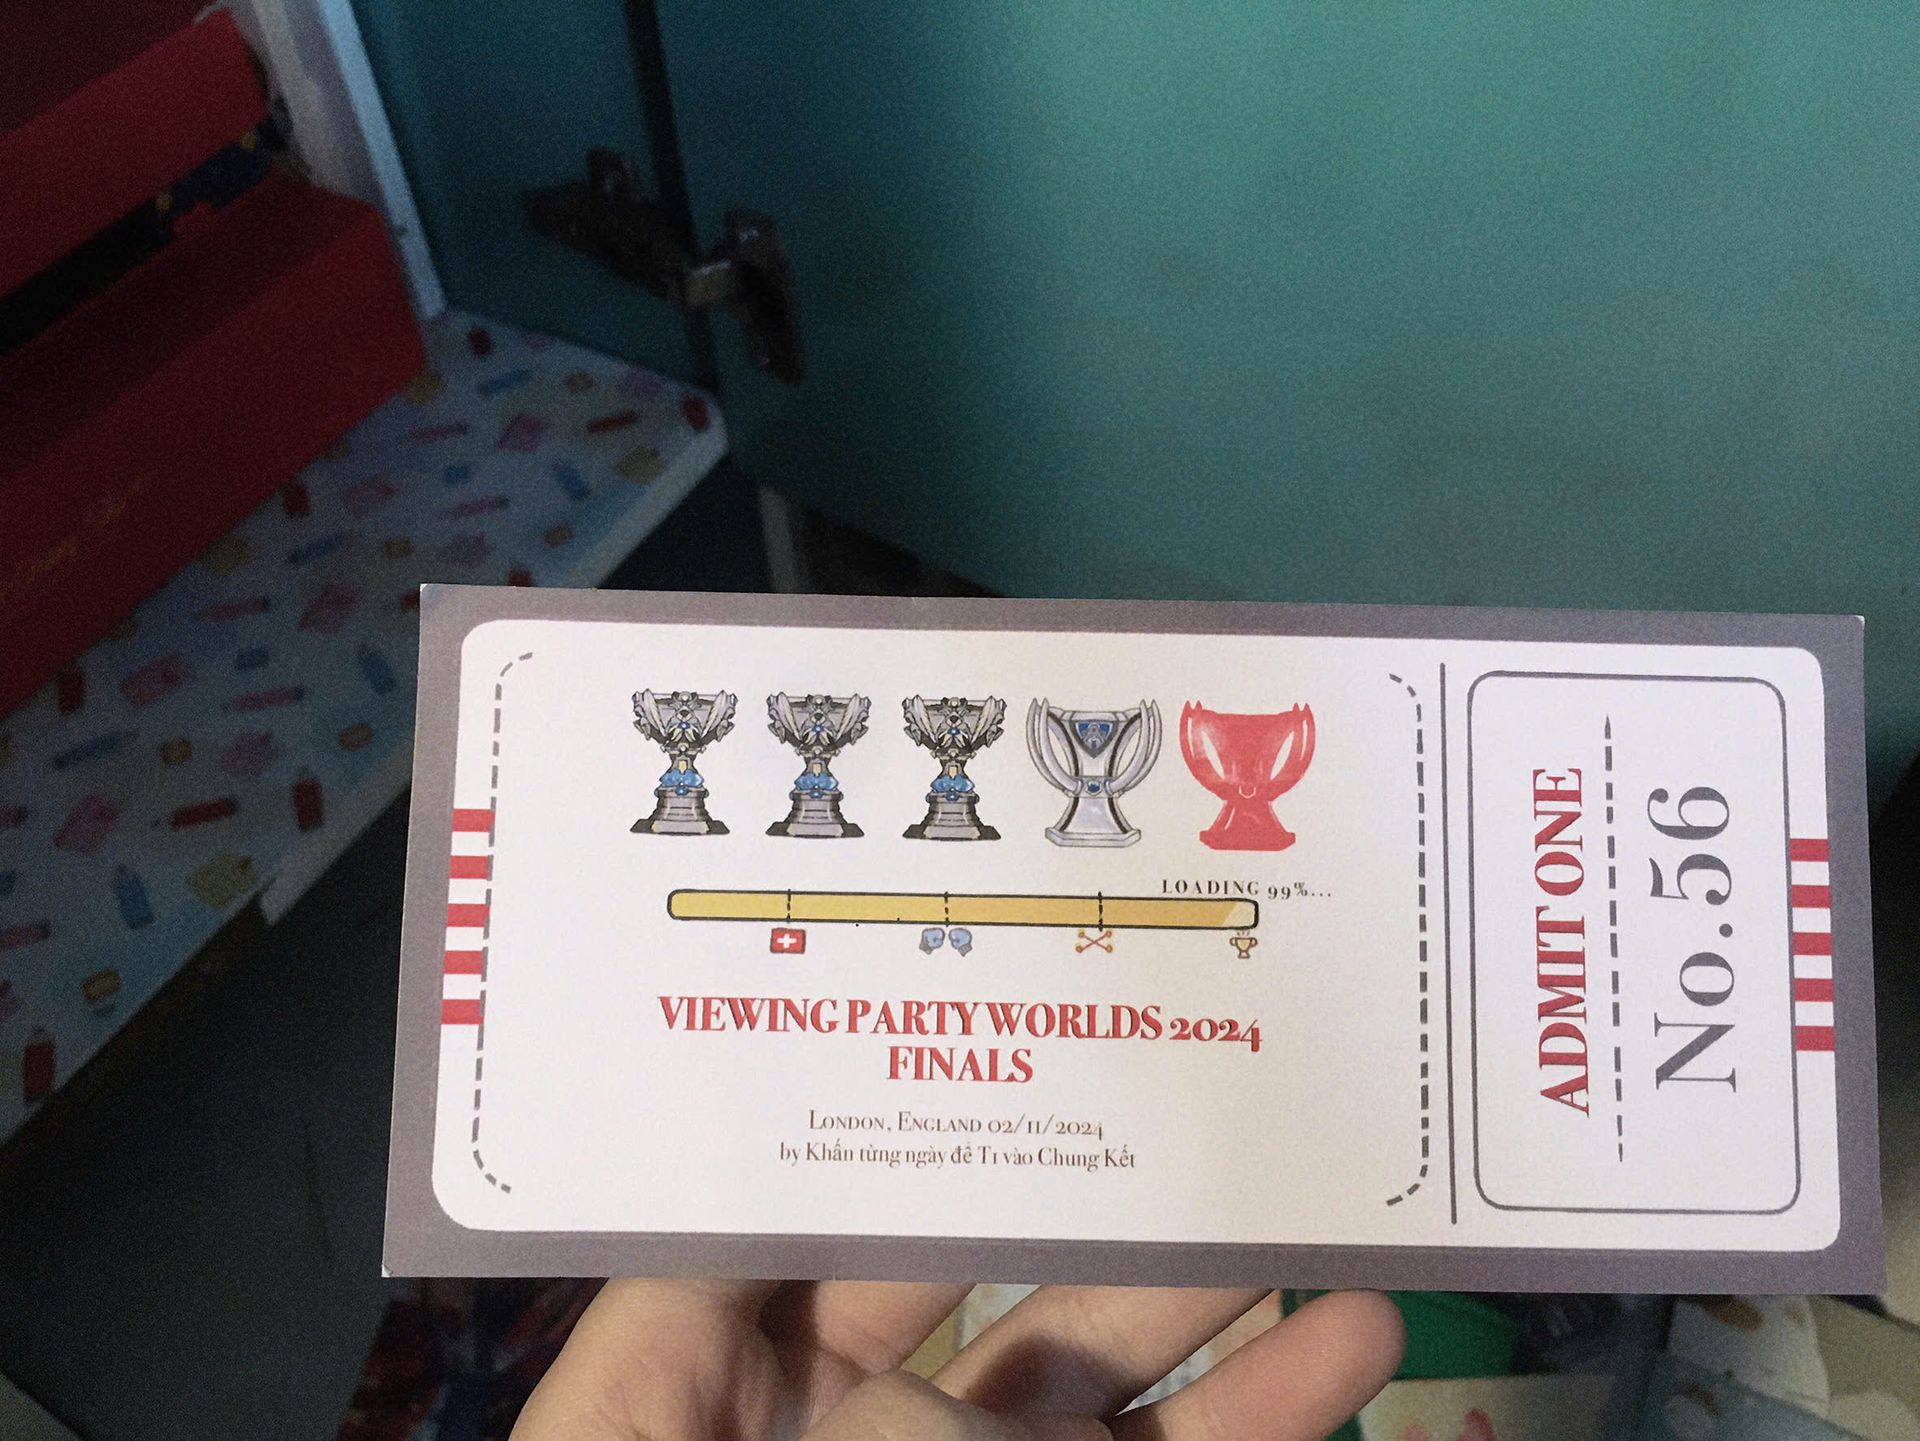 LOADING 99%...
VIEWING PARTY WORLDS 2024
FINALS
LONDON, ENGLAND 02/11/2024
by Khấn từng ngày để T1 vào Chung Kết
ADMIT ONE
No.56